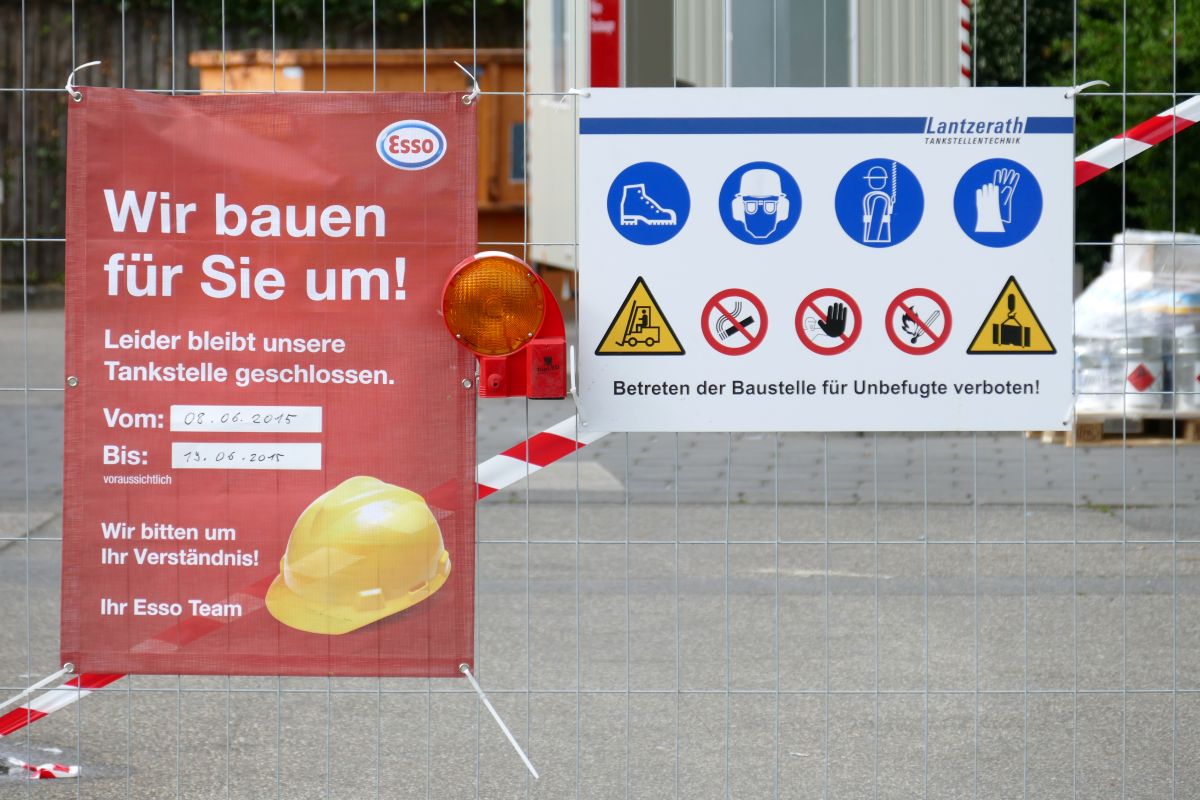 Esso
Wir bauen
für Sie um!
Leider bleibt unsere
Tankstelle geschlossen.
Vom: 08.06.2015
Bis: 19.06.2015
voraussichtlich
Wir bitten um
Ihr Verständnis!
Ihr Esso Team
Lantzerath
TANKSTELLENTECHNIK
Betreten der Baustelle für Unbefugte verboten!